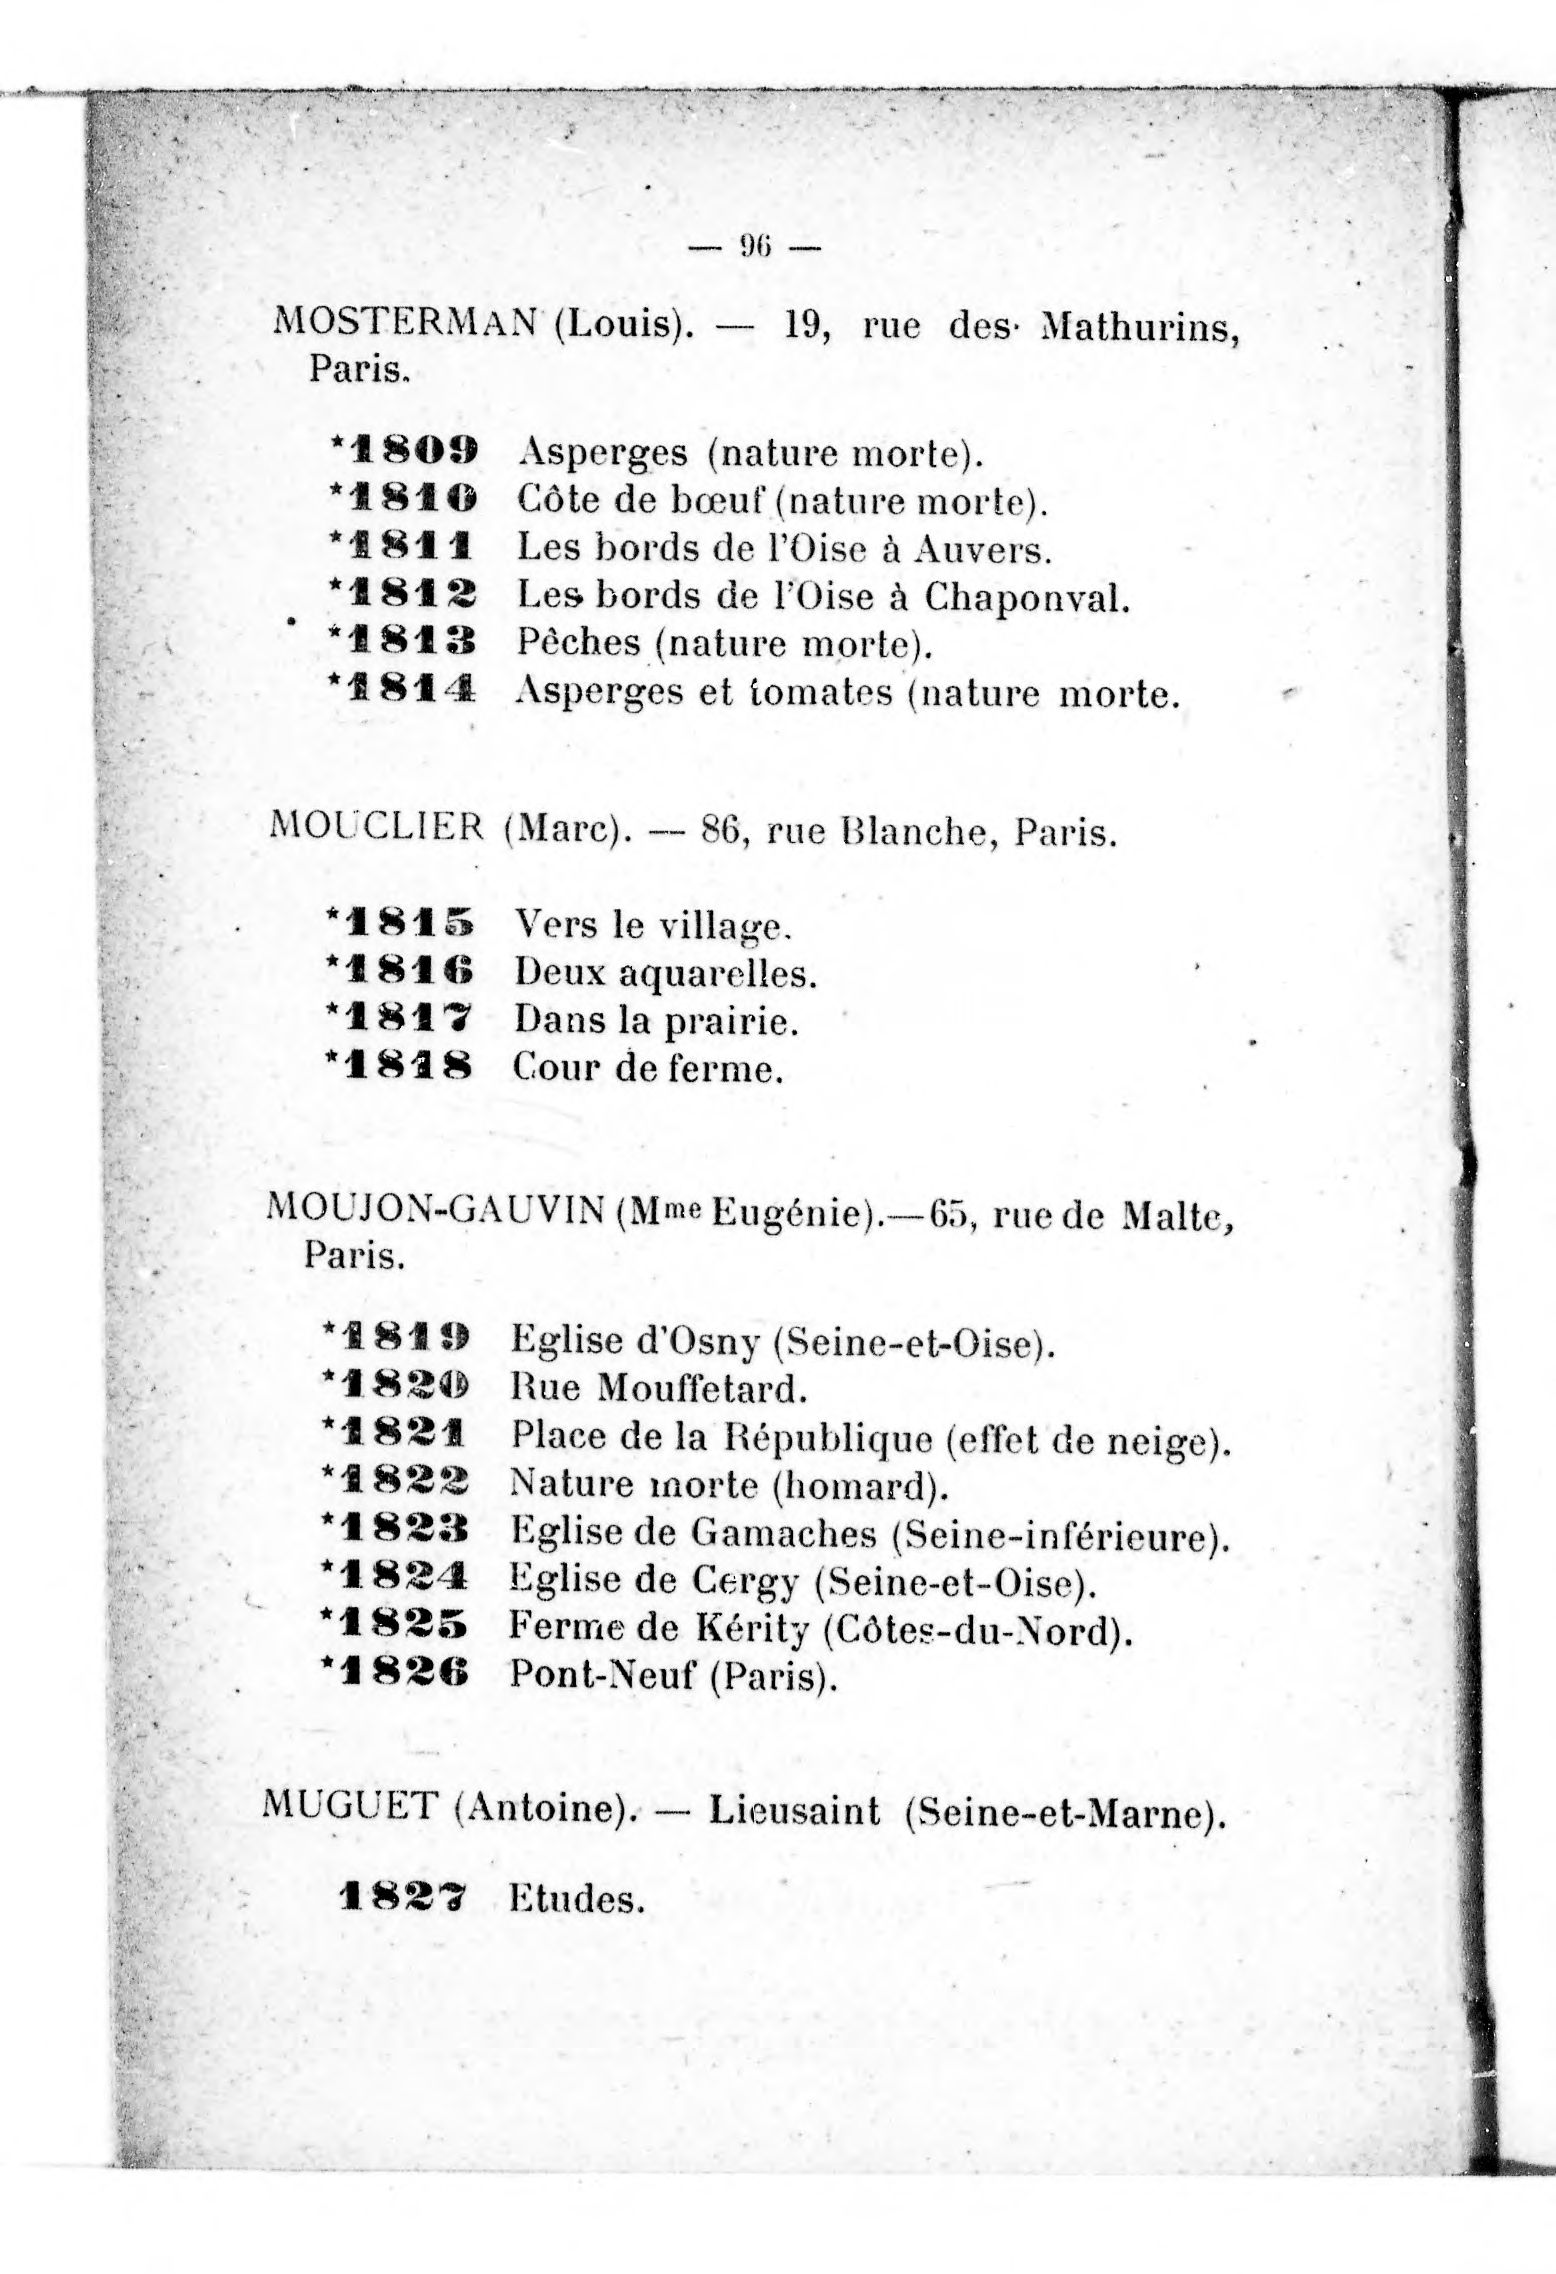 — 96 —
MOSTERMAN (Louis). — 19, rue des Mathurins,
Paris.
*1809 Asperges (nature morte).
*1810 Côte de bœuf (nature morte).
*1811 Les bords de l'Oise à Auvers.
*1812 Les bords de l'Oise à Chaponval.
*1813 Pêches (nature morte).
*1814 Asperges et tomates (nature morte.
MOUCLIER (Marc). — 86, rue Blanche, Paris.
*1815 Vers le village.
*1816 Deux aquarelles.
*1817 Dans la prairie.
*1818 Cour de ferme.
MOUJON-GAUVIN (Mme Eugénie).—65, rue de Malte,
Paris.
*1819 Eglise d'Osny (Seine-et-Oise).
*1820 Rue Mouffetard.
*1821 Place de la République (effet de neige).
*1822 Nature morte (homard).
*1823 Eglise de Gamaches (Seine-inférieure).
*1824 Eglise de Cergy (Seine-et-Oise).
*1825 Ferme de Kérity (Côtes-du-Nord).
*1826 Pont-Neuf (Paris).
MUGUET (Antoine). — Lieusaint (Seine-et-Marne).
1827 Etudes.